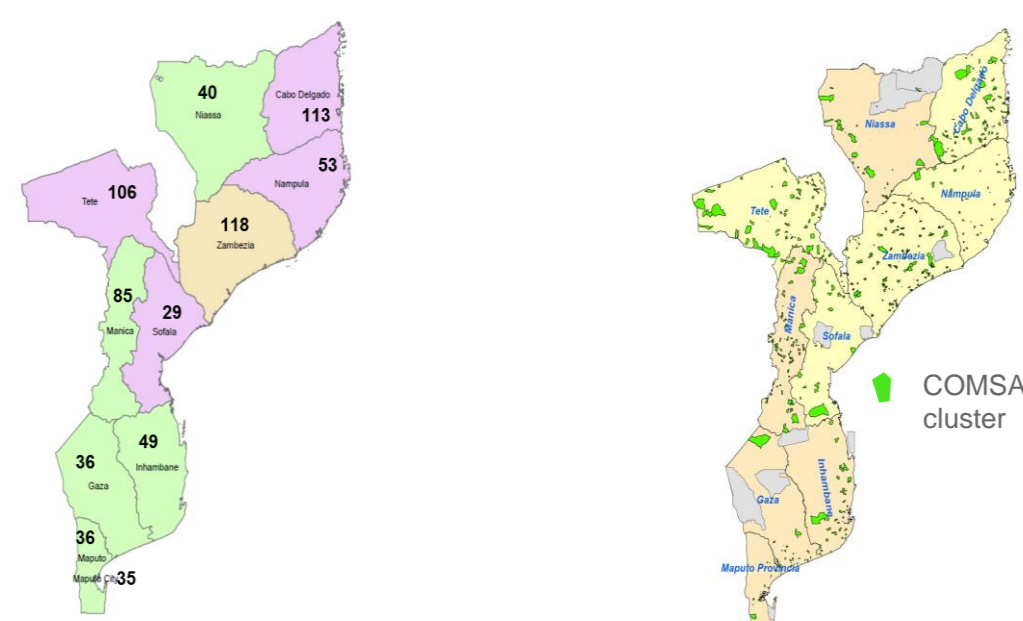 40
Niassa
Cabo Delgado
113
53
Nampula
Tete
106
118
Zambezia
85
Manica
29
Sofala
49
Inhambane
36
Gaza
36
Maputo
Maputo City
35
Cabo Delgado
Niassa
Nampula
Tete
Zambezia
Manica
Sofala
COMSA
cluster
Inhambane
Gaza
Maputo Provincia